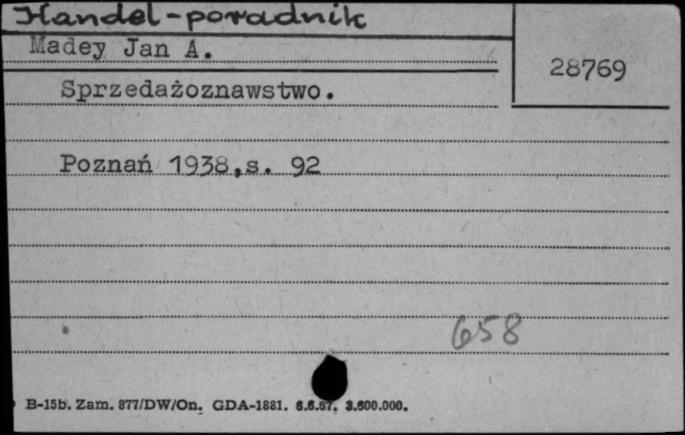 Handel-poradnik
Madey Jan A.
28769
Sprzedażoznawstwo.
Poznań 1938,s. 92
658
B-15b. Zam. 877/DW/On. GDA-1881. 6.6.67. 3.600.000.